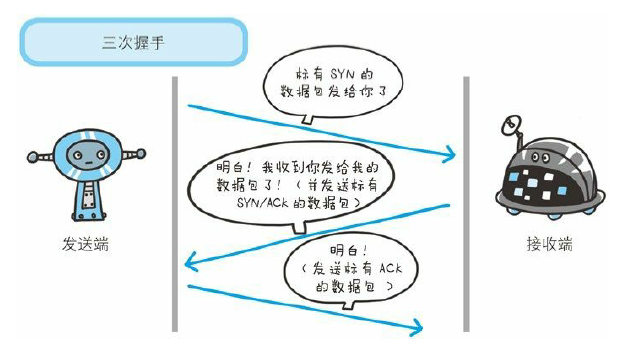 三次握手
标有 SYN 的
数据包发给你了
明白！我收到你发给我的
数据包了！（并发送标有
SYN/ACK 的数据包）
发送端
接收端
明白！
（发送标有 ACK
的数据包 ）